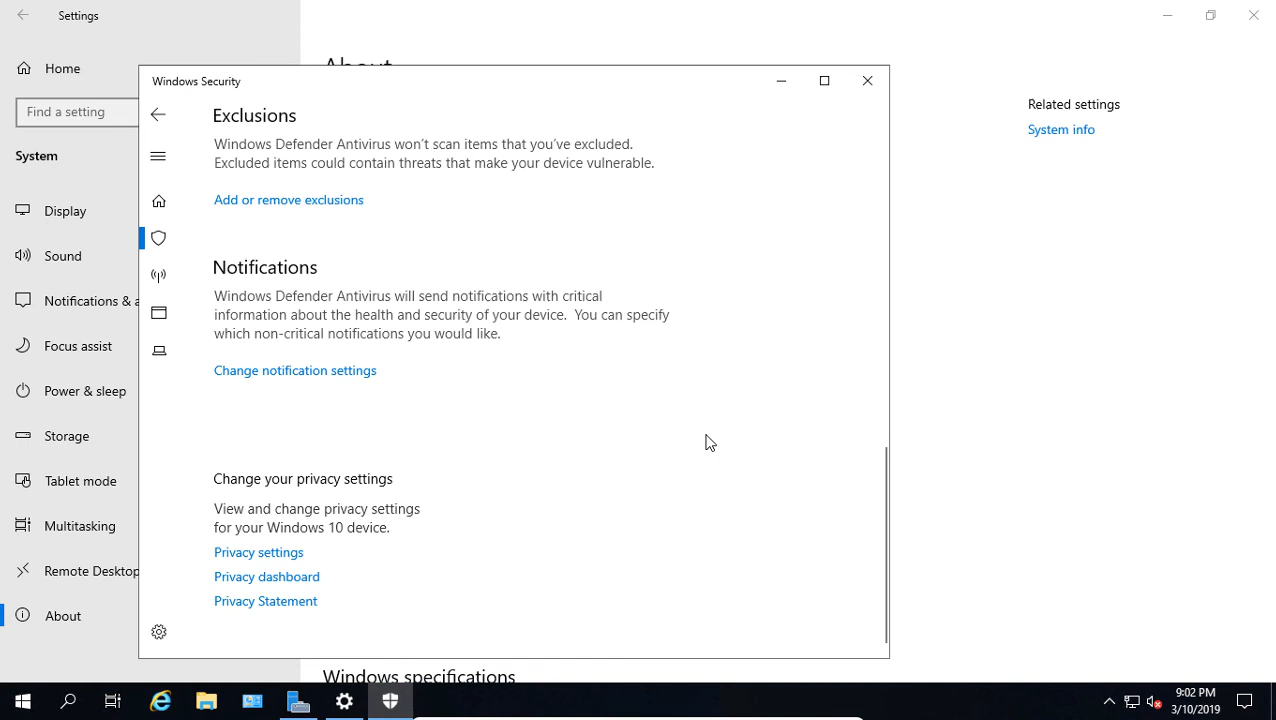 Settings
Home
Find a setting
System
Display
Sound
Notifications & a
Focus assist
Power & sleep
Storage
Tablet mode
Multitasking
Remote Desktop
About
About
Related settings
System info
Windows Security
Exclusions
Windows Defender Antivirus won't scan items that you've excluded.
Excluded items could contain threats that make your device vulnerable.
Add or remove exclusions
Notifications
Windows Defender Antivirus will send notifications with critical
information about the health and security of your device.  You can specify
which non-critical notifications you would like.
Change notification settings
Change your privacy settings
View and change privacy settings
for your Windows 10 device.
Privacy settings
Privacy dashboard
Privacy Statement
Windows specifications
9:02 PM
3/10/2019